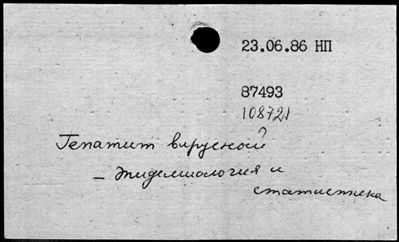 23.06.86 НП
87493
108721
Гепатит вирусной
- Эпидемиология и
статистика